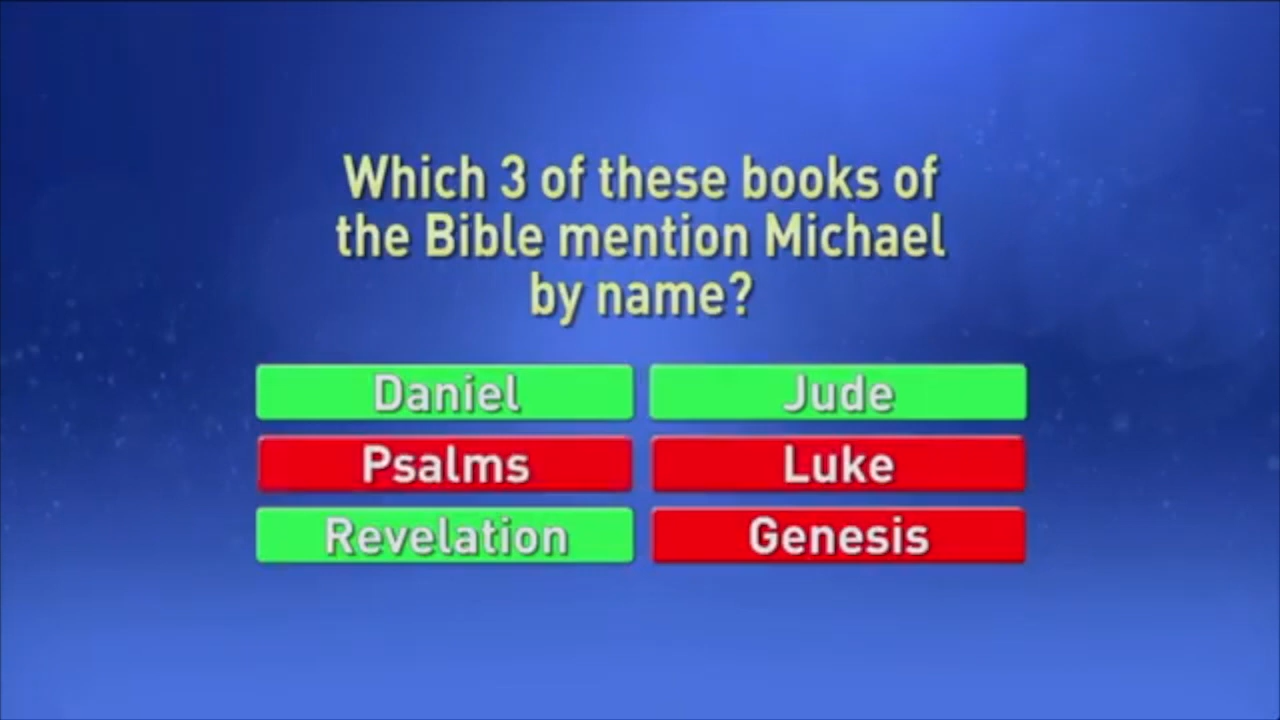 Which 3 of these books of
the Bible mention Michael
by name?
Daniel
Jude
Psalms
Luke
Revelation
Genesis